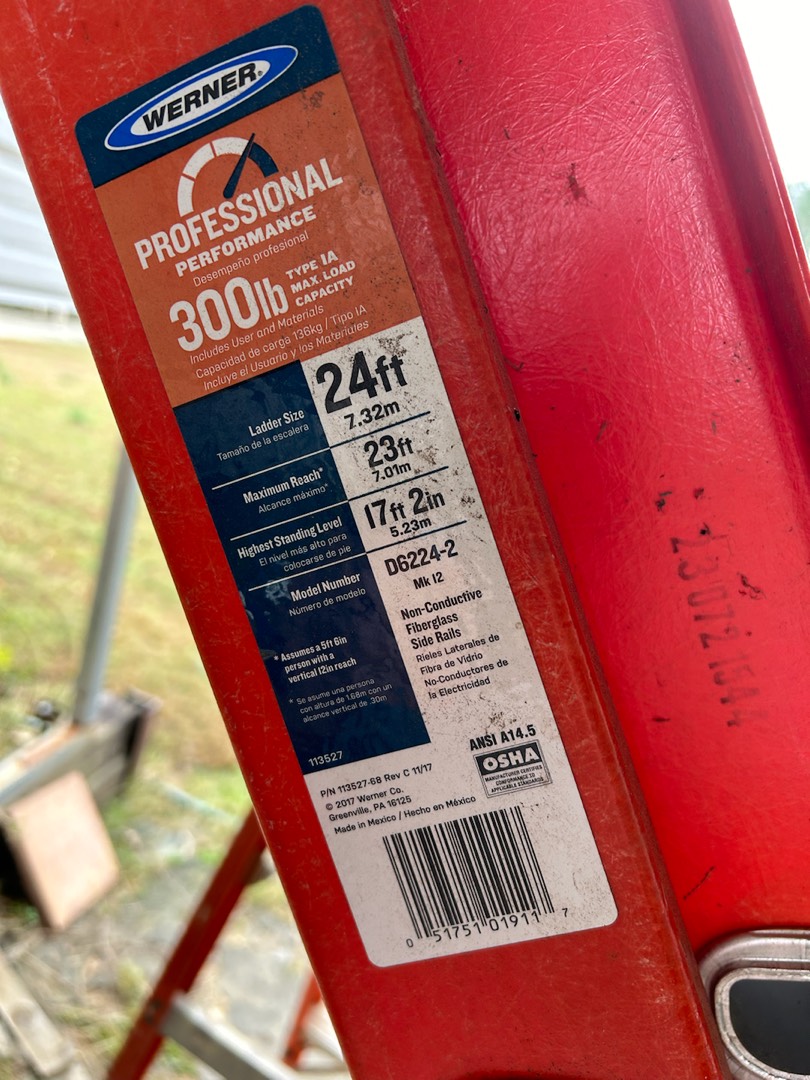 WERNER®
PROFESSIONAL
PERFORMANCE
Desempeño profesional
300lb TYPE IA
MAX. LOAD
CAPACITY
Includes User and Materials
Capacidad de carga 136kg / Tipo IA
Incluye el Usuario y los Materiales
Ladder Size 24ft
Tamaño de la escalera 7.32m
Maximum Reach* 23ft
Alcance máximo* 7.01m
Highest Standing Level 17ft 2in
El nivel más alto para
colocarse de pie 5.23m
Model Number D6224-2
Número de modelo Mk 12
* Assumes a 5ft 6in
person with a
vertical 12in reach
* Se asume una persona
con altura de 1.68m con un
alcance vertical de .30m
Non-Conductive
Fiberglass
Side Rails
Rieles Laterales de
Fibra de Vidrio
No-Conductores de
la Electricidad
113527
ANSI A14.5
OSHA
MANUFACTURER CERTIFIES
CONFORMANCE TO
APPLICABLE STANDARDS
P/N 113527-68 Rev C 11/17
© 2017 Werner Co.
Greenville, PA 16125
Made in Mexico / Hecho en México
0 51751 01911 7